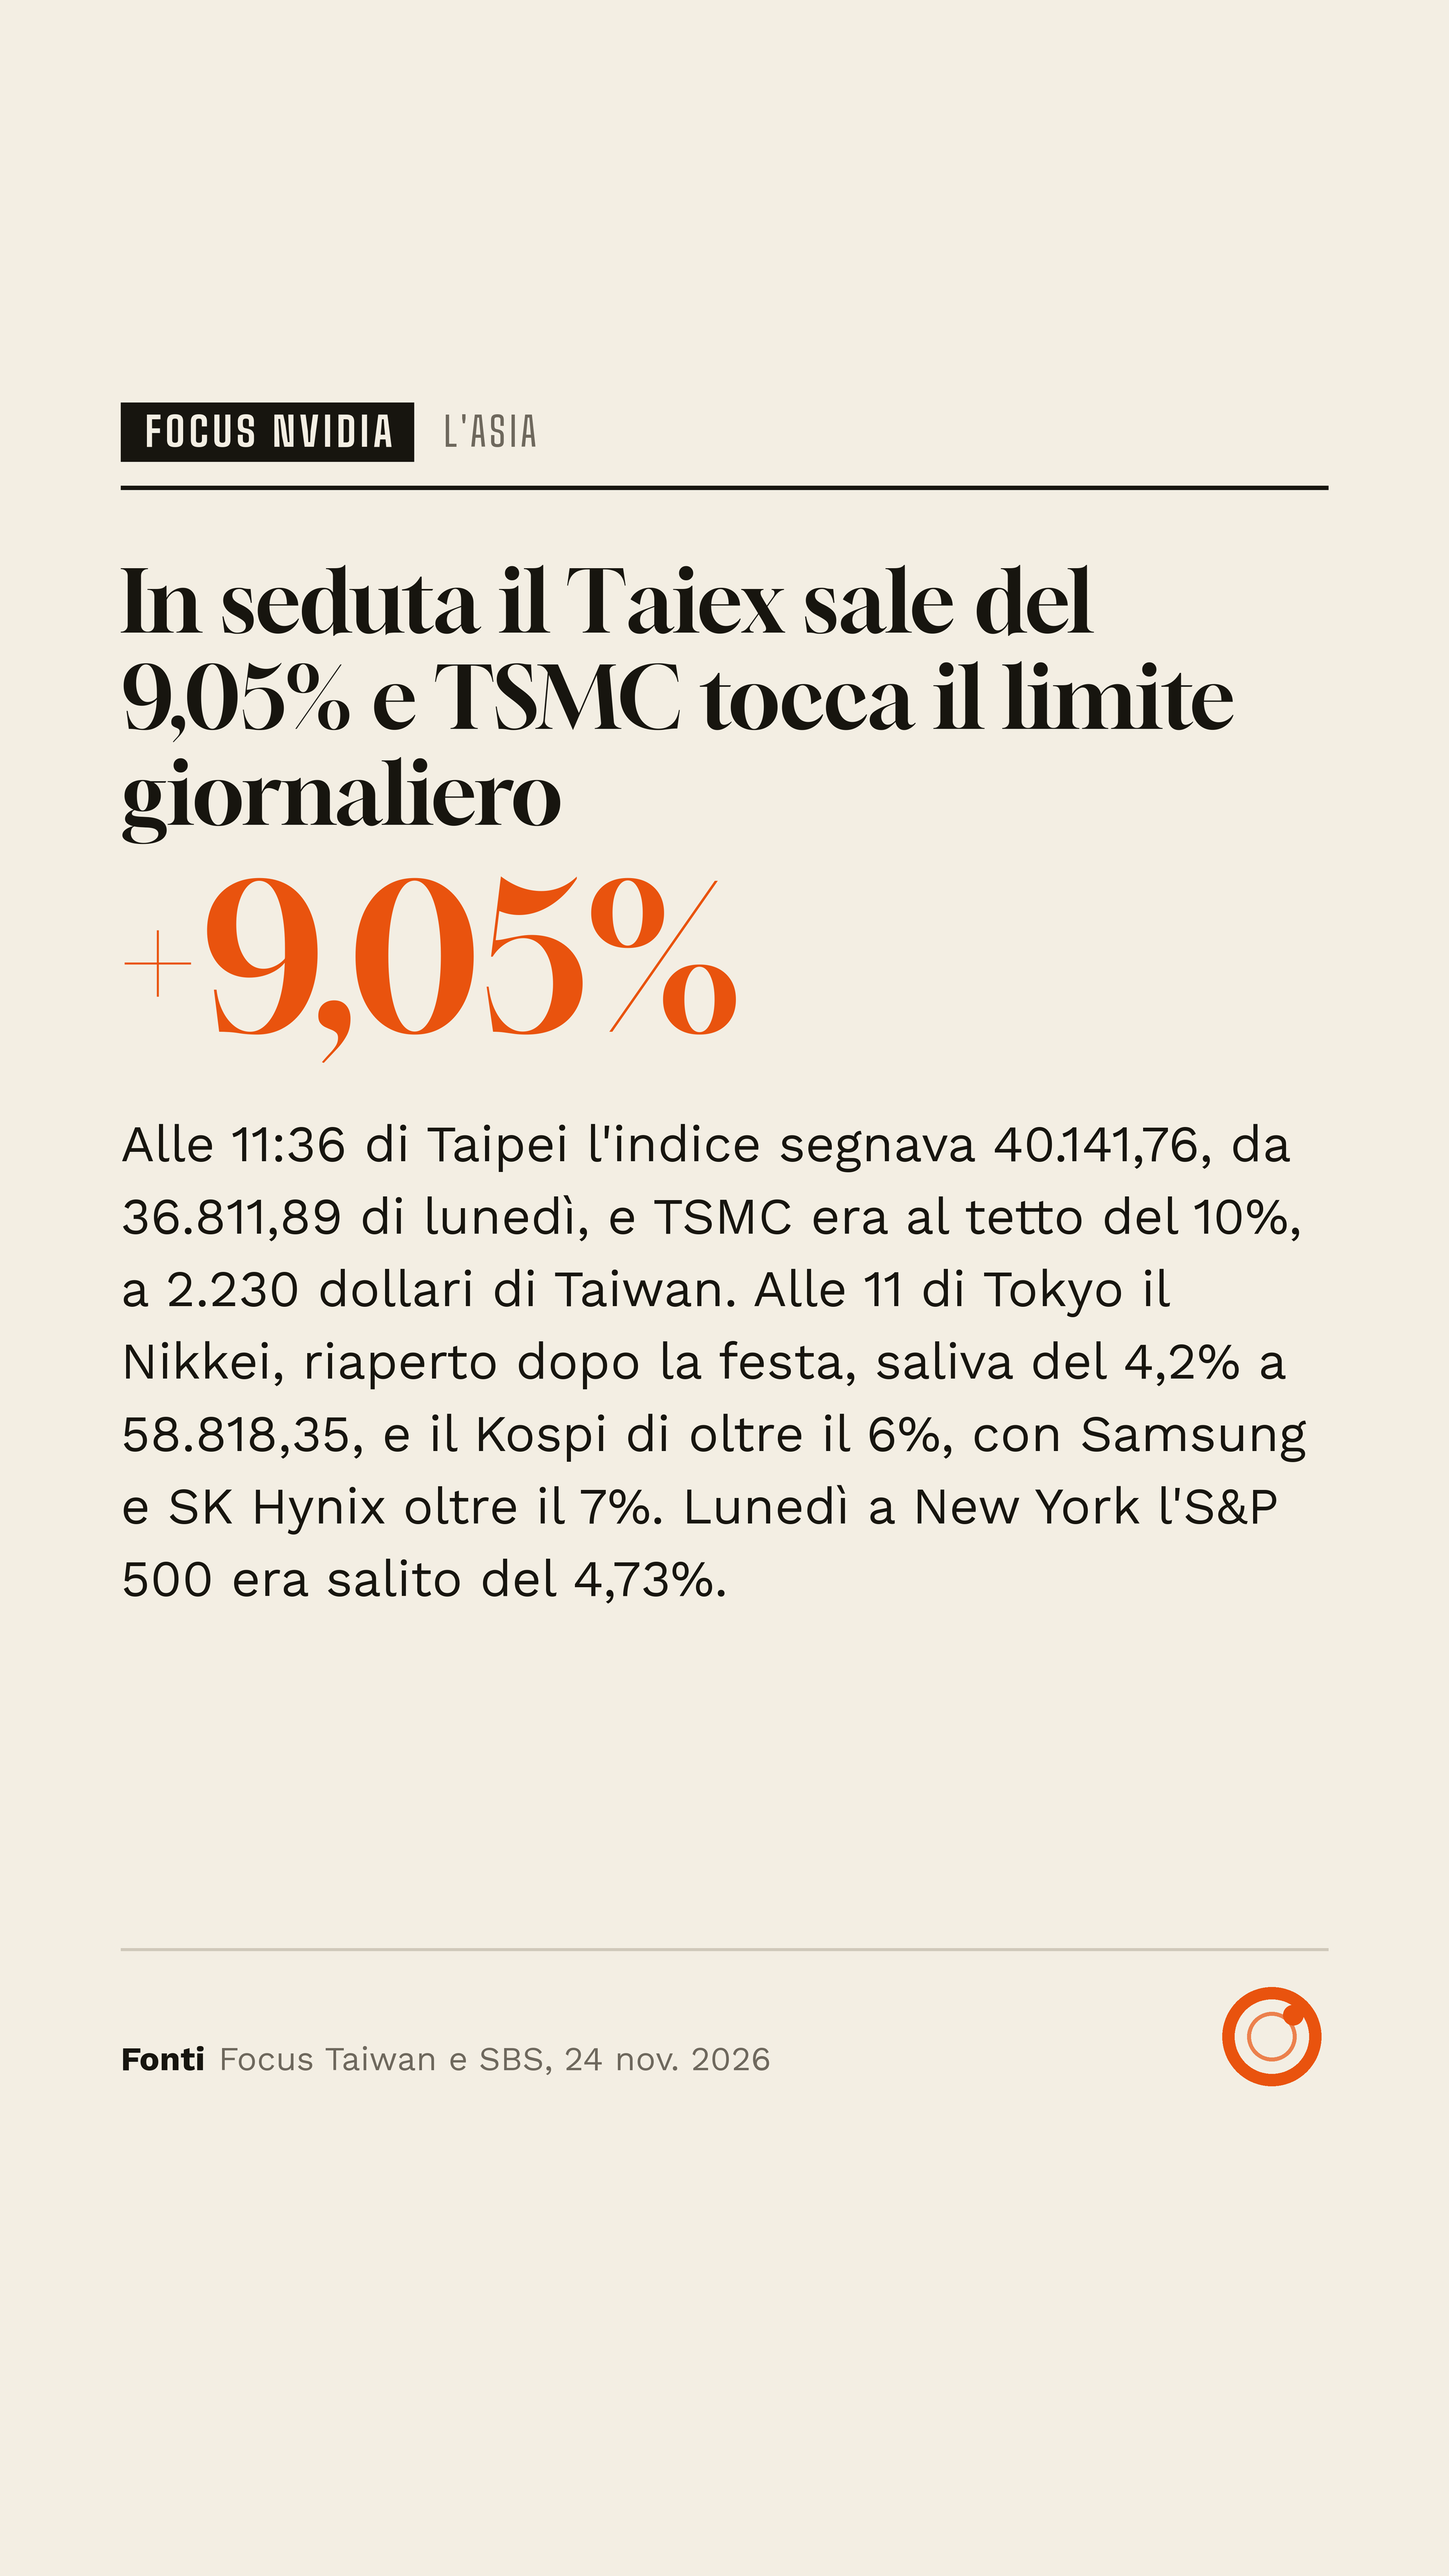 FOCUS NVIDIA L'ASIA
In seduta il Taiex sale del
9,05% e TSMC tocca il limite
giornaliero
+9,05%
Alle 11:36 di Taipei l'indice segnava 40.141,76, da
36.811,89 di lunedì, e TSMC era al tetto del 10%,
a 2.230 dollari di Taiwan. Alle 11 di Tokyo il
Nikkei, riaperto dopo la festa, saliva del 4,2% a
58.818,35, e il Kospi di oltre il 6%, con Samsung
e SK Hynix oltre il 7%. Lunedì a New York l'S&P
500 era salito del 4,73%.
Fonti Focus Taiwan e SBS, 24 nov. 2026